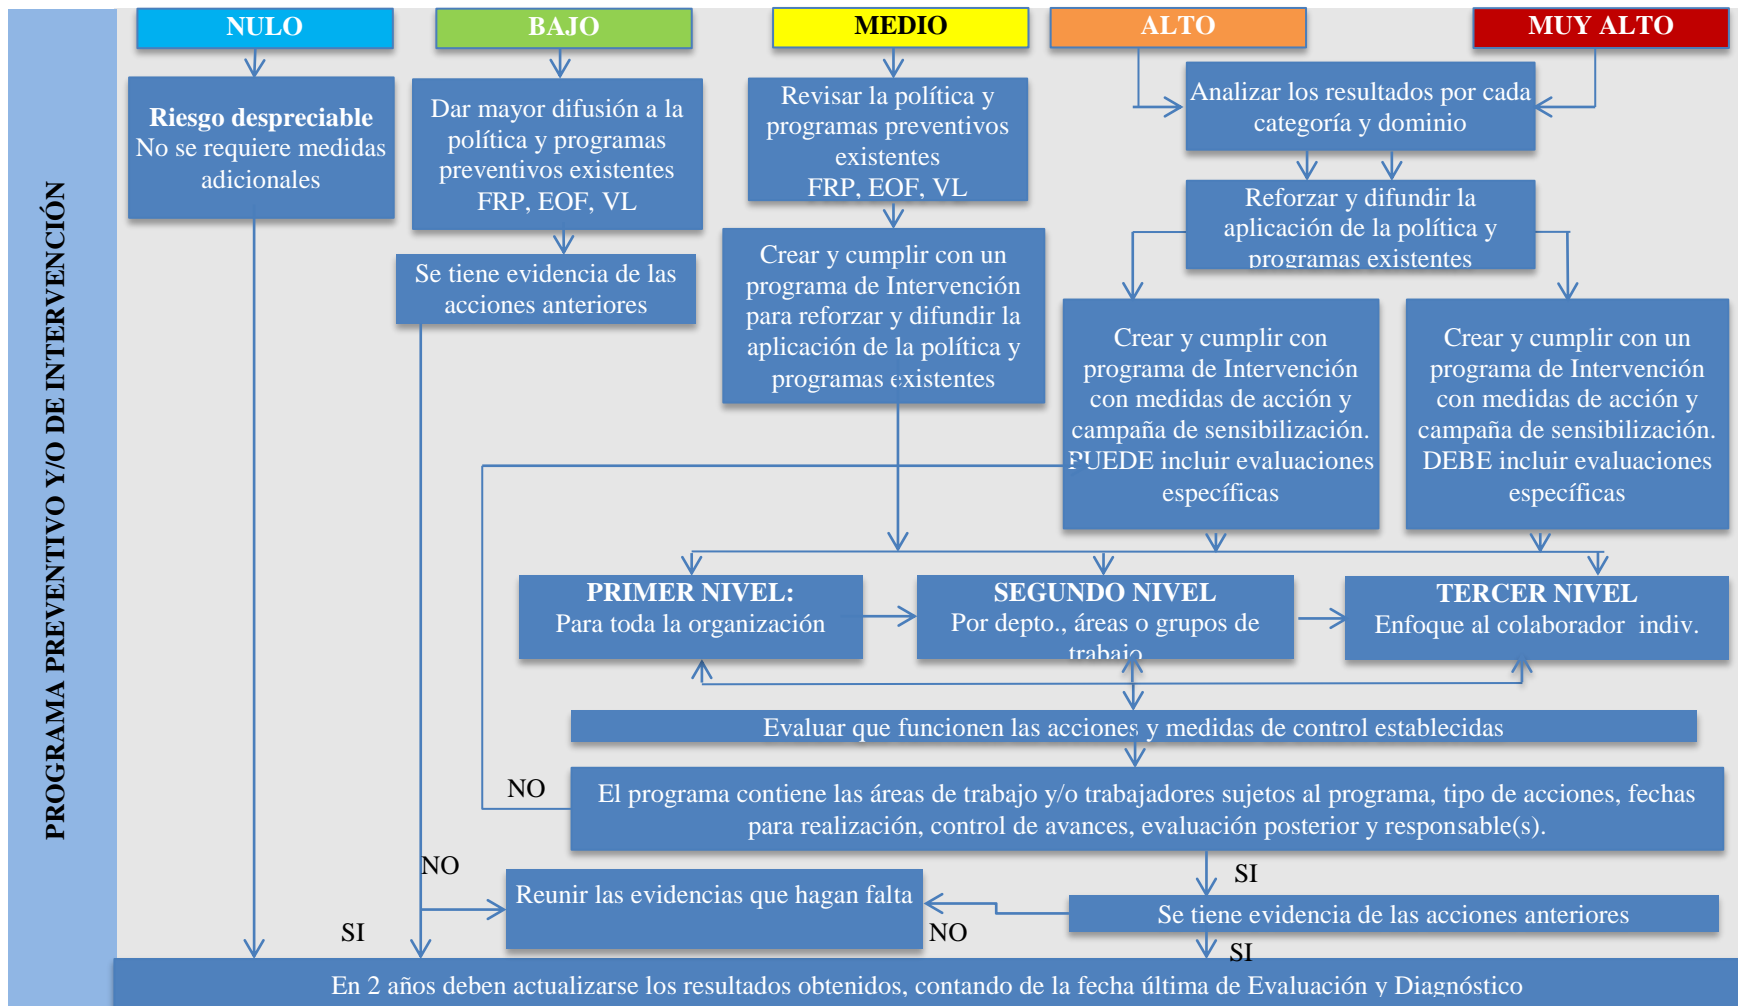 PROGRAMA PREVENTIVO Y/O DE INTERVENCIÓN
NULO
BAJO
MEDIO
ALTO
MUY ALTO
Riesgo despreciable
No se requiere medidas
adicionales
Dar mayor difusión a la
política y programas
preventivos existentes
FRP, EOF, VL
Se tiene evidencia de las
acciones anteriores
Revisar la política y
programas preventivos
existentes
FRP, EOF, VL
Crear y cumplir con un
programa de Intervención
para reforzar y difundir la
aplicación de la política y
programas existentes
Analizar los resultados por cada
categoría y dominio
Reforzar y difundir la
aplicación de la política y
programas existentes
Crear y cumplir con
programa de Intervención
con medidas de acción y
campaña de sensibilización.
PUEDE incluir evaluaciones
específicas
Crear y cumplir con un
programa de Intervención
con medidas de acción y
campaña de sensibilización.
DEBE incluir evaluaciones
específicas
PRIMER NIVEL:
Para toda la organización
SEGUNDO NIVEL
Por depto., áreas o grupos de
trabajo
TERCER NIVEL
Enfoque al colaborador indiv.
Evaluar que funcionen las acciones y medidas de control establecidas
NO
El programa contiene las áreas de trabajo y/o trabajadores sujetos al programa, tipo de acciones, fechas
para realización, control de avances, evaluación posterior y responsable(s).
NO
SI
Reunir las evidencias que hagan falta
Se tiene evidencia de las acciones anteriores
SI
NO
SI
En 2 años deben actualizarse los resultados obtenidos, contando de la fecha última de Evaluación y Diagnóstico